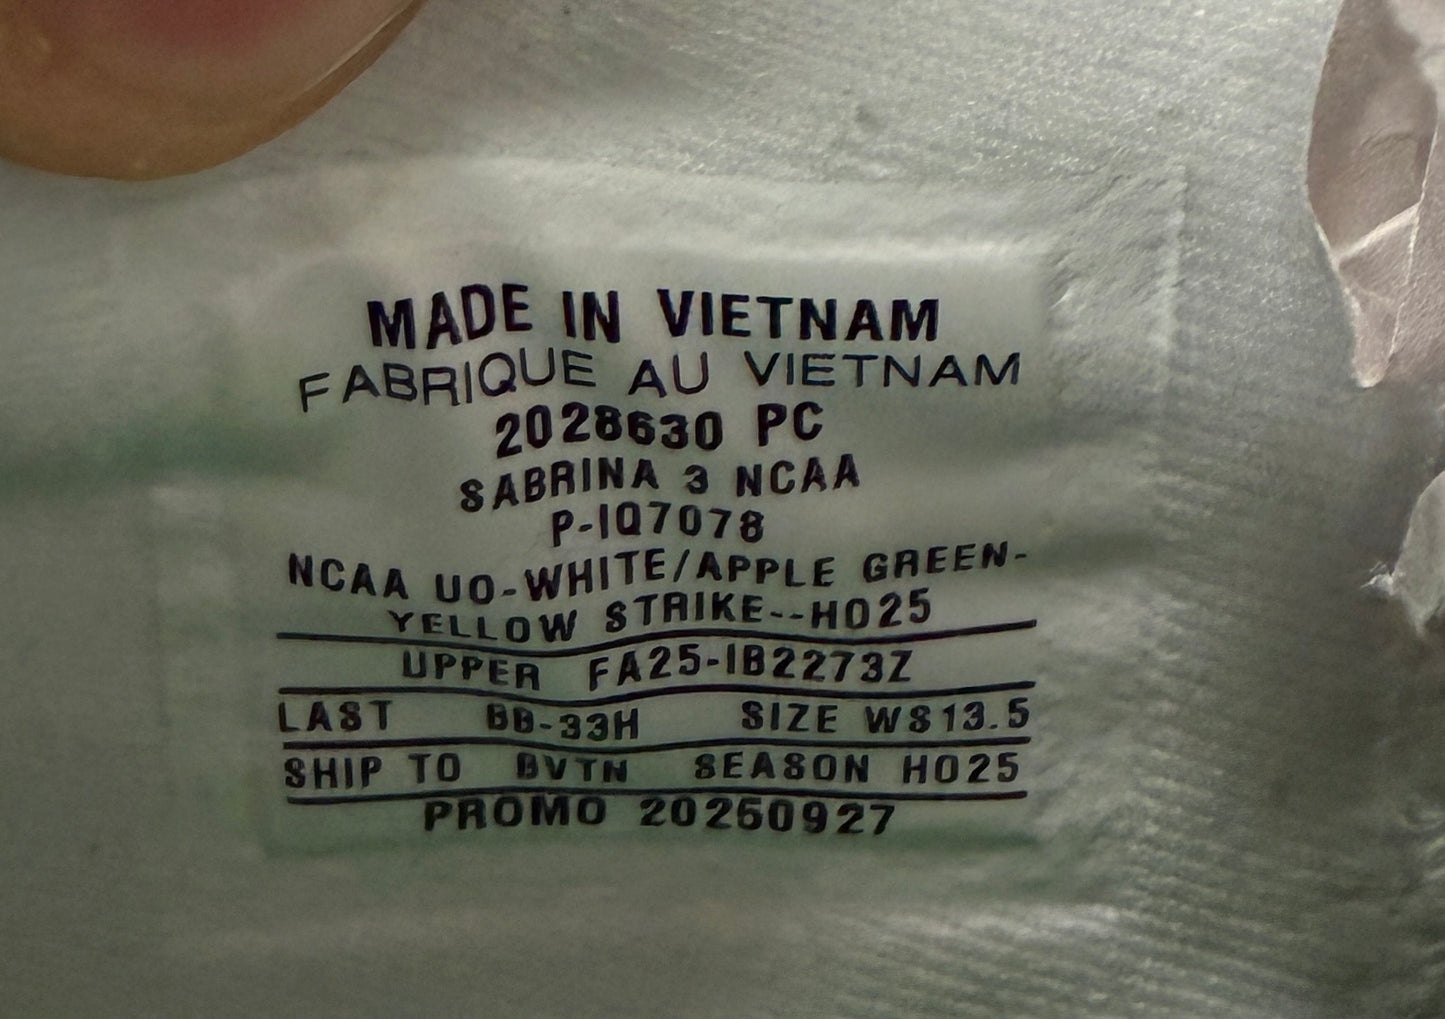 MADE IN VIETNAM
FABRIQUE AU VIETNAM
2028630 PC
SABRINA 3 NCAA
P-IQ7078
NCAA UO-WHITE/APPLE GREEN-
YELLOW STRIKE--HO25
UPPER FA25-IB2273Z
LAST BB-33H SIZE WS13.5
SHIP TO BVTN SEASON HO25
PROMO 20250927